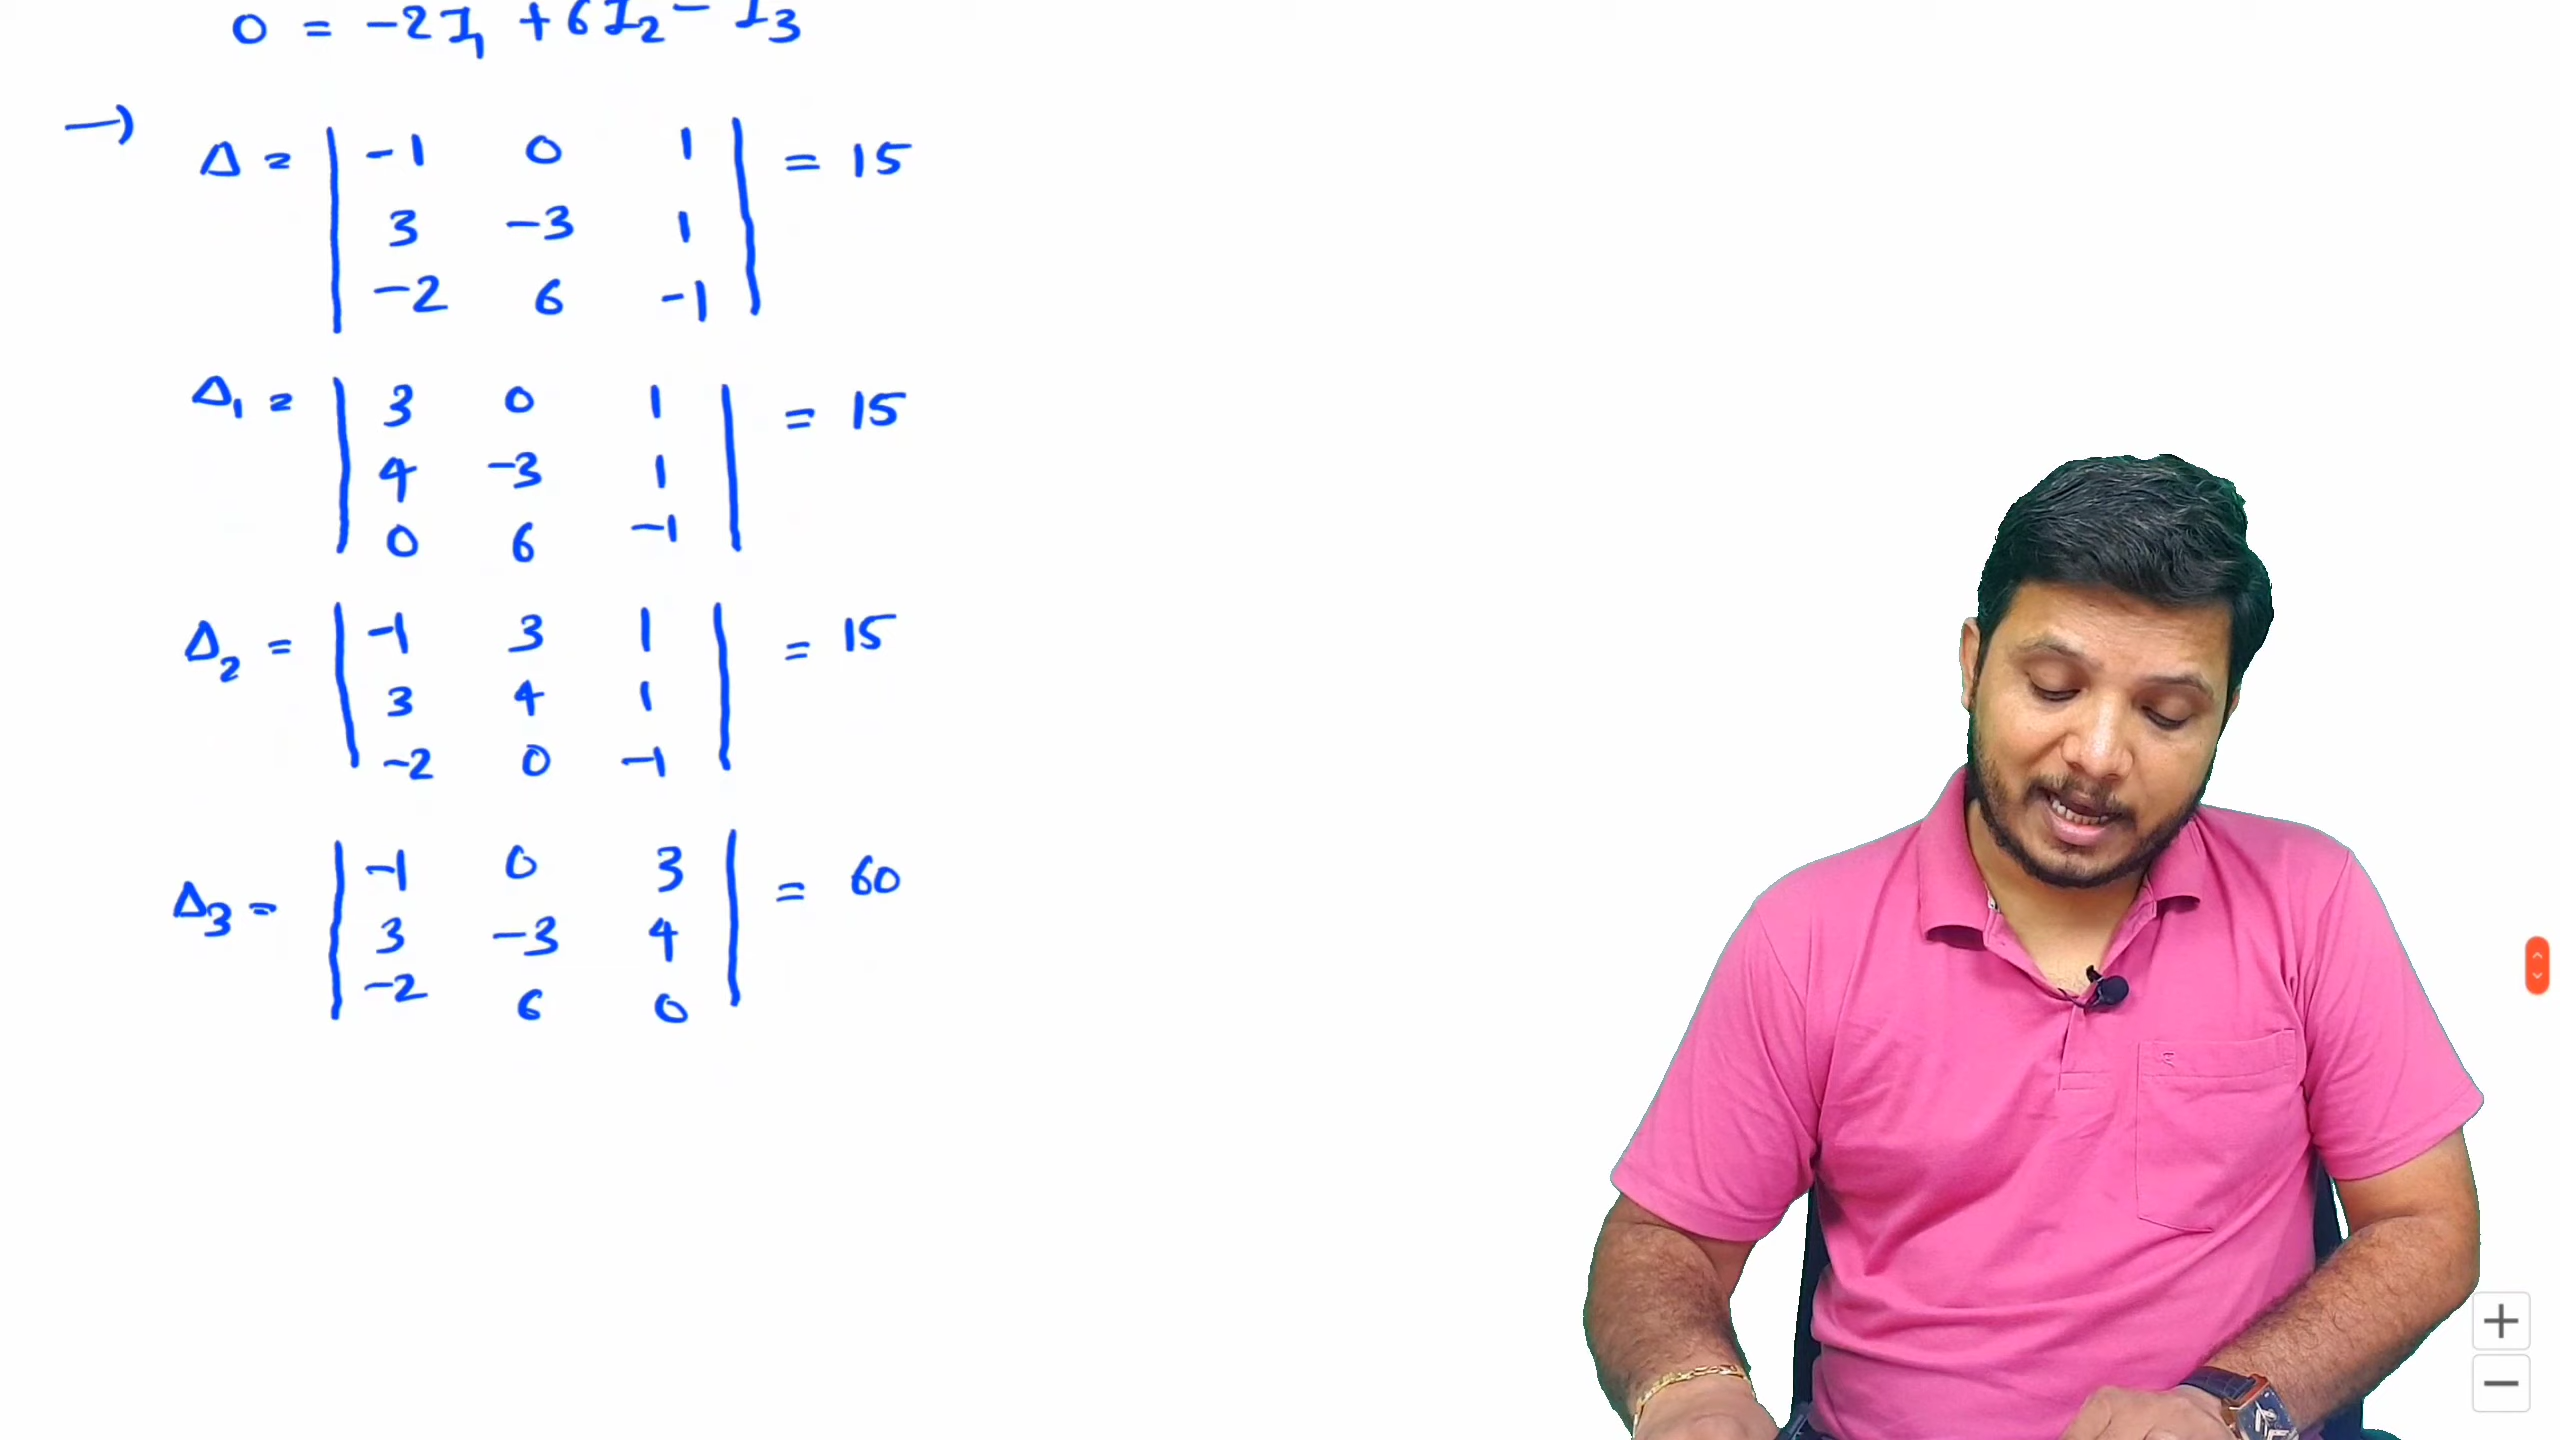 0 = -2I₁ + 6I₂ - I₃
→ Δ = | -1 0 1 | = 15
| 3 -3 1 |
| -2 6 -1 |
Δ₁ = | 3 0 1 | = 15
| 4 -3 1 |
| 0 6 -1 |
Δ₂ = | -1 3 1 | = 15
| 3 4 1 |
| -2 0 -1 |
Δ₃ = | -1 0 3 | = 60
| 3 -3 4 |
| -2 6 0 |